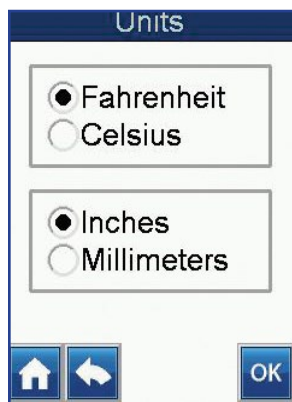 Units
Fahrenheit
Celsius
Inches
Millimeters
OK